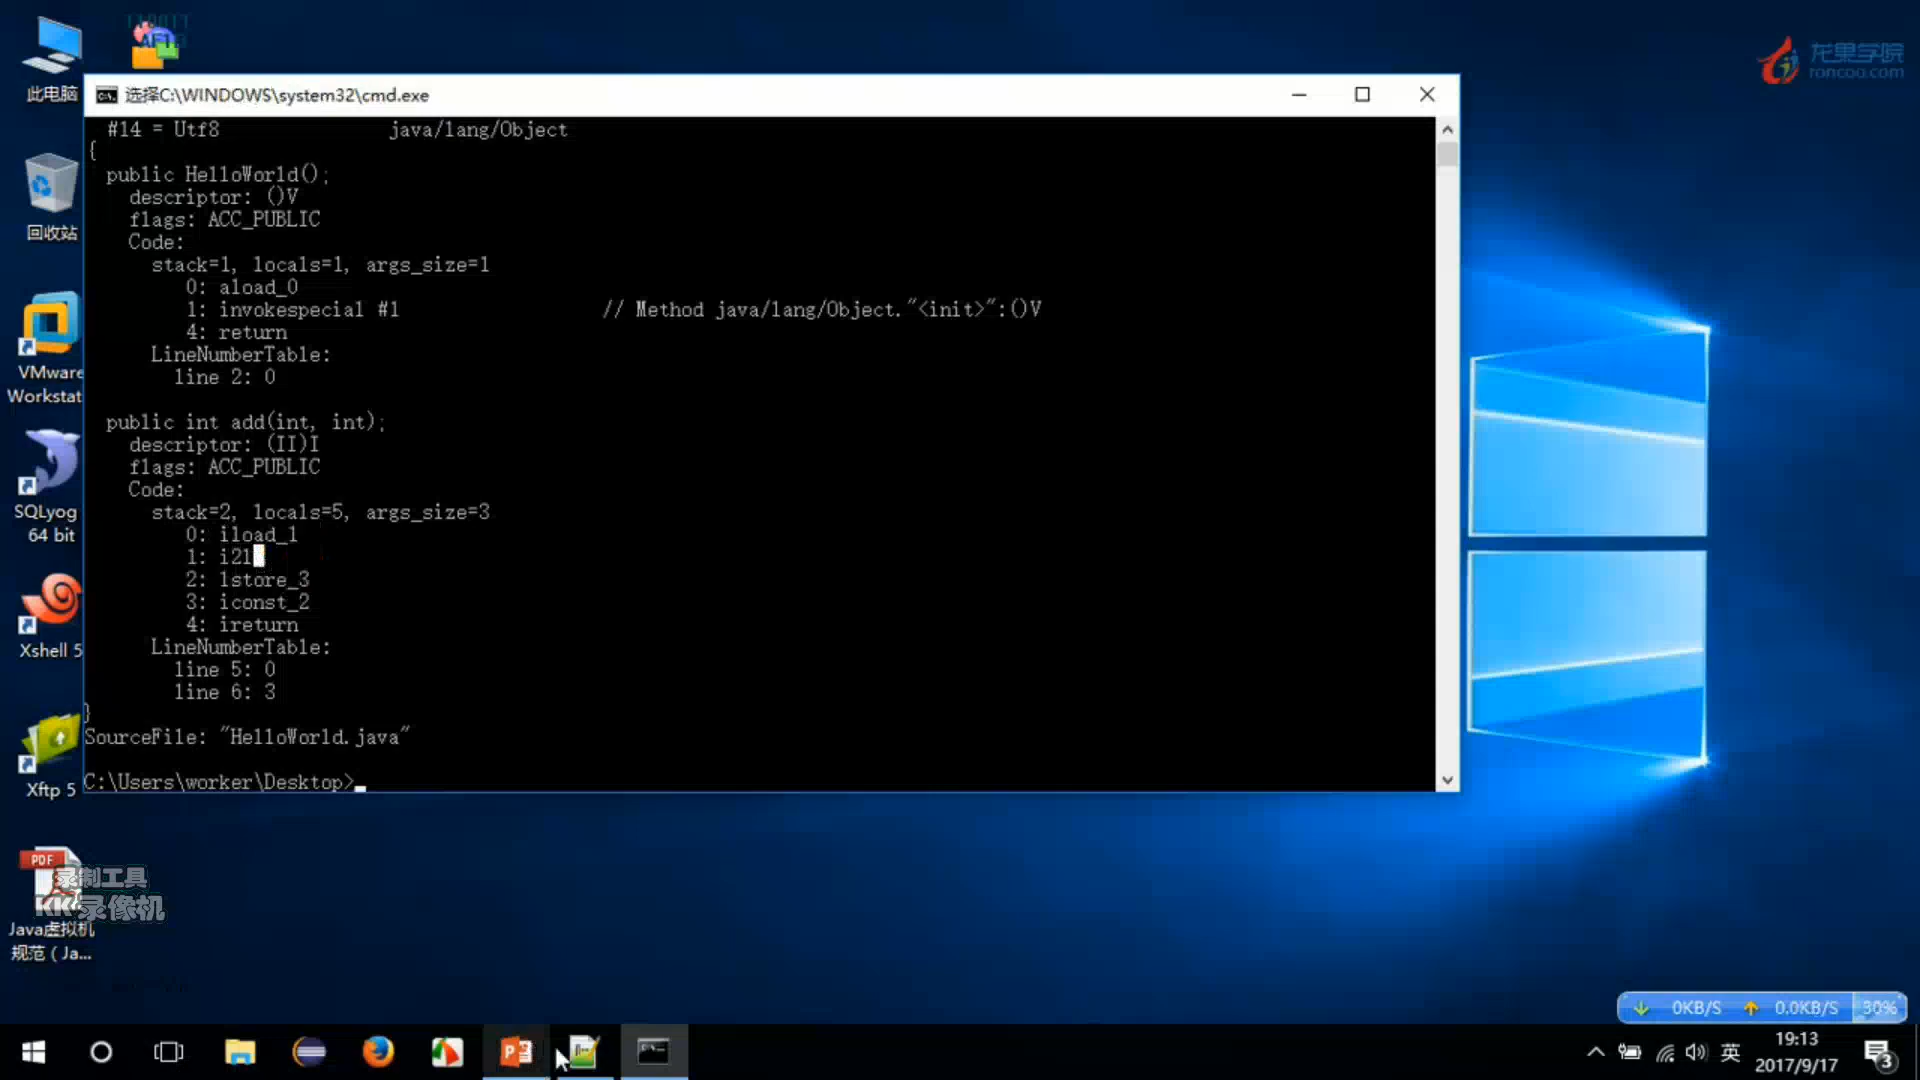 此电脑
回收站
VMware
Workstat
SQLyog
64 bit
Xshell 5
Xftp 5
PDF
Java虚拟机
规范 ( Ja...
录制工具
KK录像机
龙果学院
roncoo.com
选择C:\WINDOWS\system32\cmd.exe
#14 = Utf8 java/lang/Object
{
public HelloWorld();
descriptor: ()V
flags: ACC_PUBLIC
Code:
stack=1, locals=1, args_size=1
0: aload_0
1: invokespecial #1 // Method java/lang/Object."<init>":()V
4: return
LineNumberTable:
line 2: 0
public int add(int, int);
descriptor: (II)I
flags: ACC_PUBLIC
Code:
stack=2, locals=5, args_size=3
0: iload_1
1: i2l
2: lstore_3
3: iconst_2
4: ireturn
LineNumberTable:
line 5: 0
line 6: 3
}
SourceFile: "HelloWorld.java"
C:\Users\worker\Desktop>
0KB/S 0.0KB/S 30%
英
19:13
2017/9/17
3